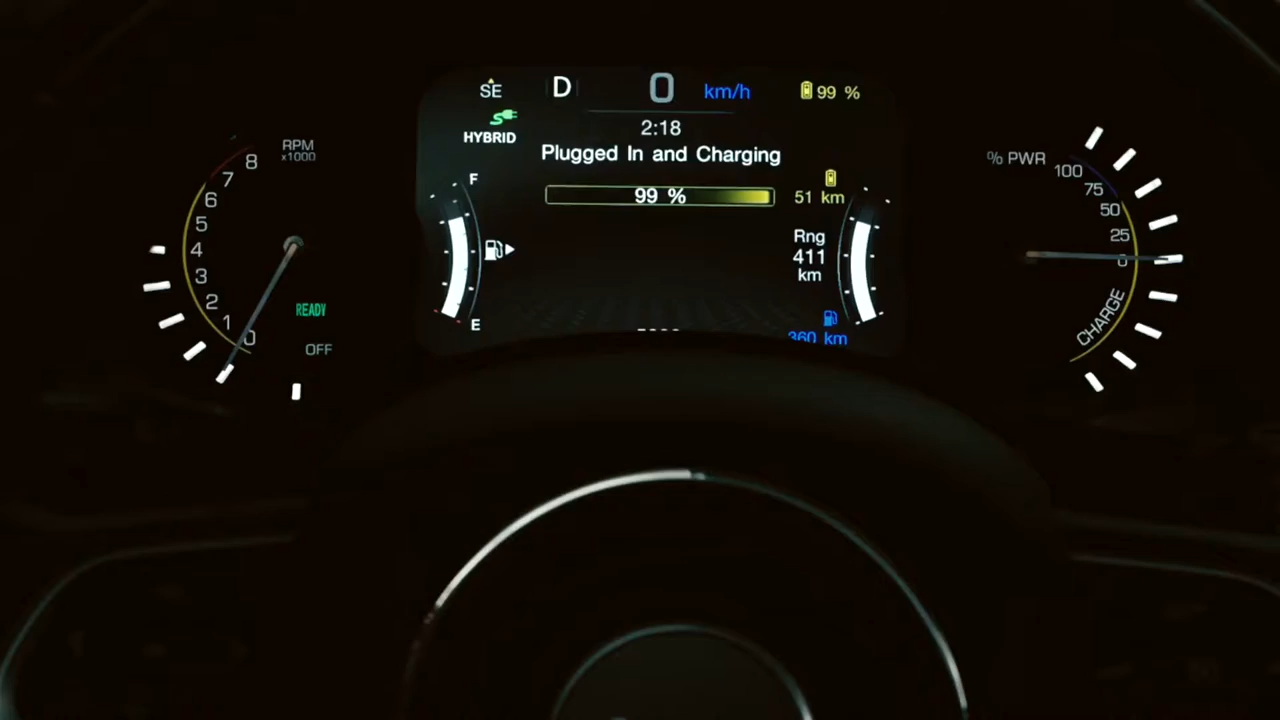 SE D 0 km/h 99 %
HYBRID
2:18
Plugged In and Charging
99 %
51 km
F
E
Rng
411
km
360 km
RPM
x1000
8
7
6
5
4
3
2
1
0
READY
OFF
% PWR
100
75
50
25
0
CHARGE